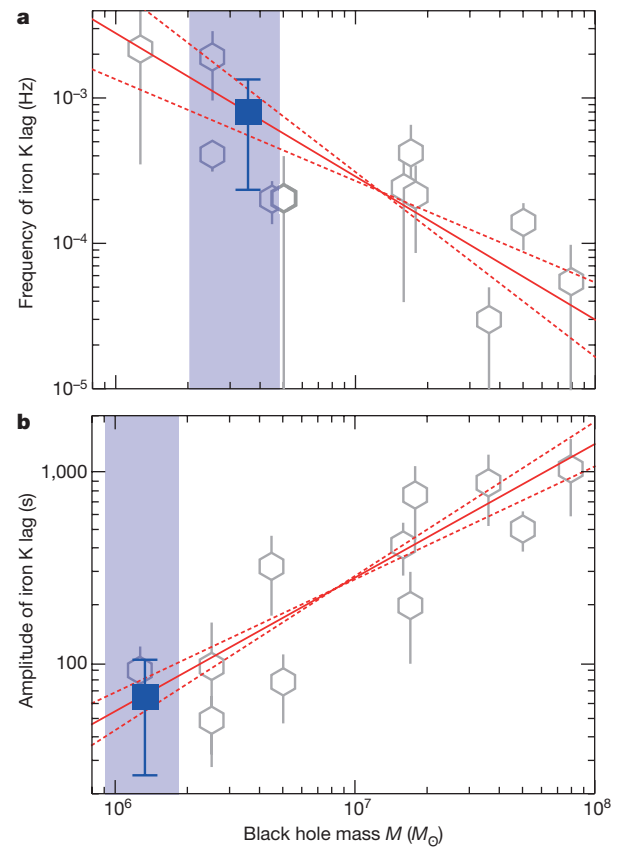 a
10⁻³
10⁻⁴
10⁻⁵
Frequency of iron K lag (Hz)
b
1,000
100
Amplitude of iron K lag (s)
10⁶ 10⁷ 10⁸
Black hole mass M (M☉)